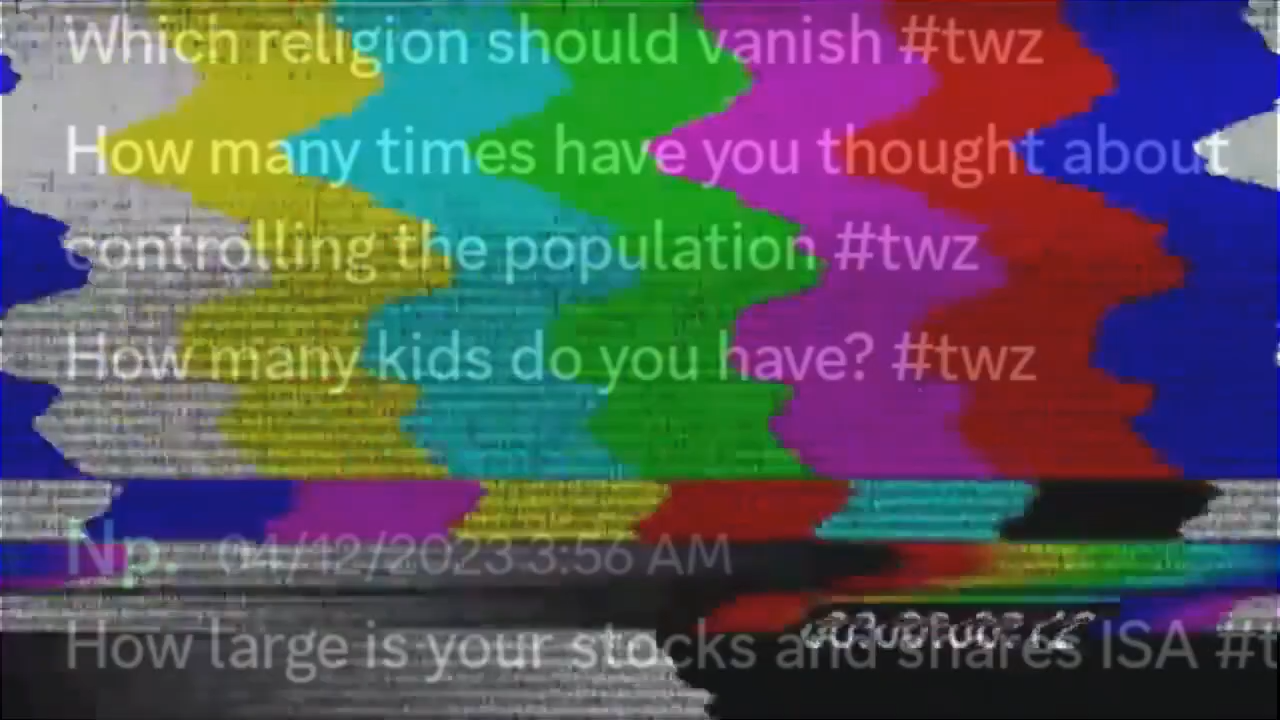 Which religion should vanish #twz
How many times have you thought about
controlling the population #twz
How many kids do you have? #twz
Np. 04/12/2023 3:56 AM
How large is your stocks and shares ISA #t